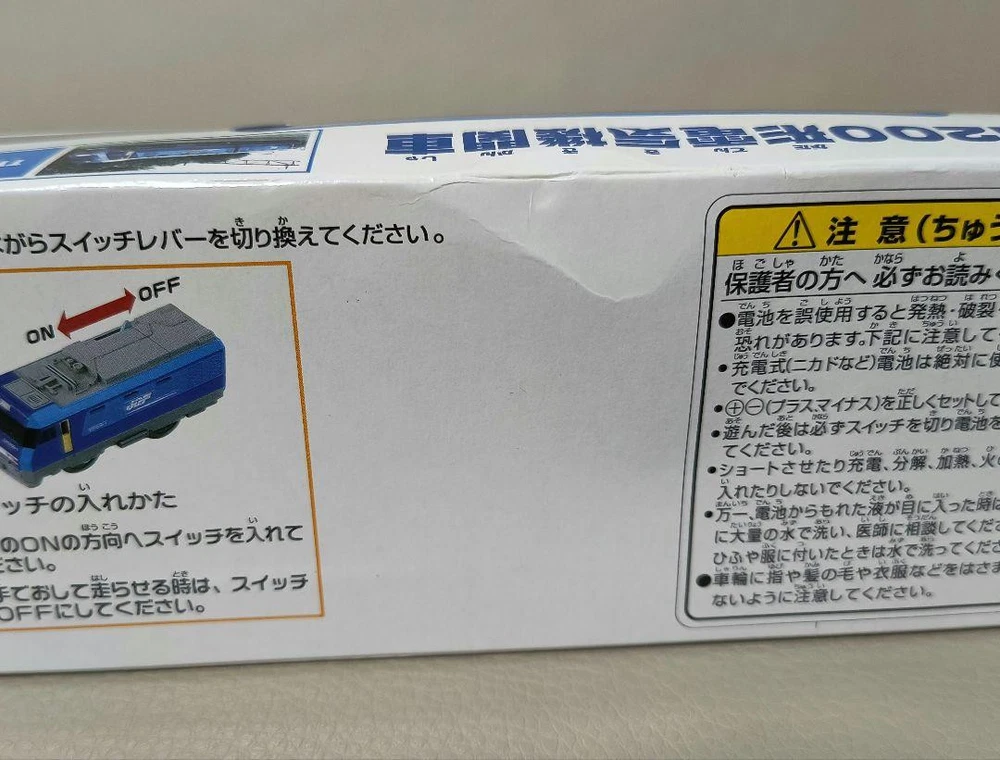 200形電気機関車
がらスイッチレバーを切り換えてください。
OFF
ON
ッチの入れかた
のONの方向へスイッチを入れて
ださい。
手でおして走らせる時は、スイッチ
OFFにしてください。
注意(ちゅう
保護者の方へ 必ずお読み
●電池を誤使用すると発熱・破裂・
恐れがあります。下記に注意して
・充電式(ニカドなど)電池は絶対に使
でください。
・⊕⊖(プラスマイナス)を正しくセットして
・遊んだ後は必ずスイッチを切り電池を
てください。
・ショートさせたり充電、分解、加熱、火の
入れたりしないでください。
・万一、電池からもれた液が目に入った時は
に大量の水で洗い、医師に相談してくださ
ひふや服に付いたときは水で洗ってくださ
●車輪に指や髪の毛や衣服などをはさま
ないように注意してください。